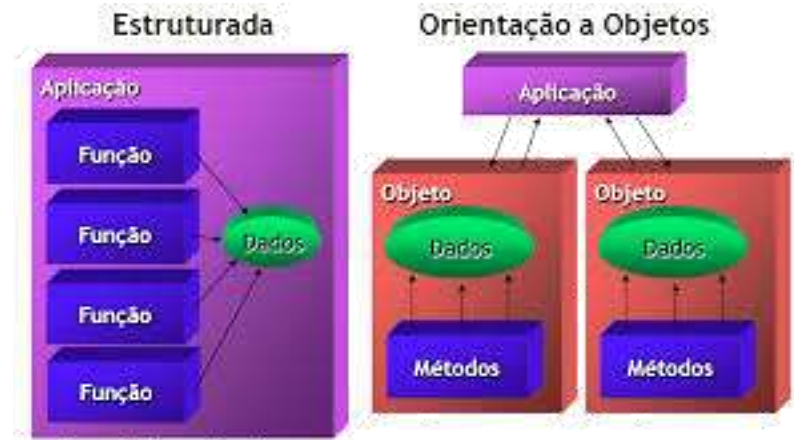 Estruturada
Aplicação
Função
Função
Função
Função
Dados
Orientação a Objetos
Aplicação
Objeto
Dados
Métodos
Objeto
Dados
Métodos